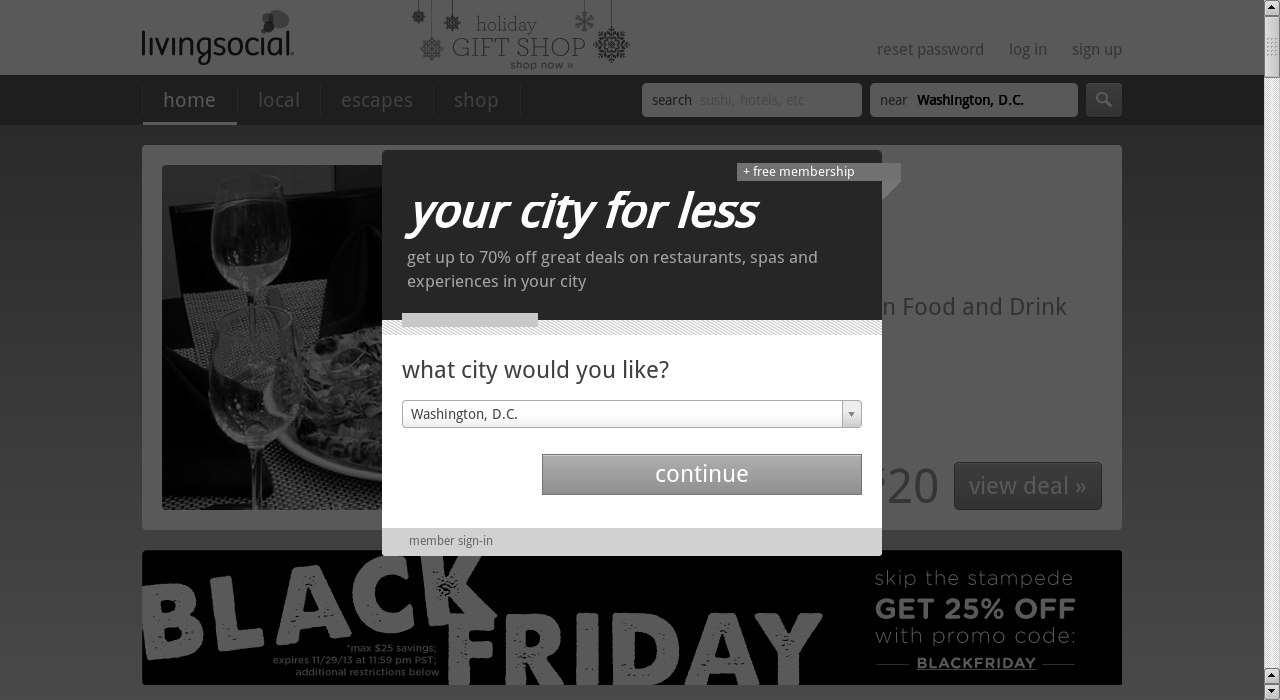 livingsocial
holiday
GIFT SHOP
shop now »
reset password log in sign up
home local escapes shop
search sushi, hotels, etc
near Washington, D.C.
+ free membership
your city for less
get up to 70% off great deals on restaurants, spas and
experiences in your city
n Food and Drink
what city would you like?
Washington, D.C.
continue
20
view deal »
member sign-in
BLACK
FRIDAY
*max $25 savings;
expires 11/29/13 at 11:59 pm PST;
additional restrictions below
skip the stampede
GET 25% OFF
with promo code:
BLACKFRIDAY